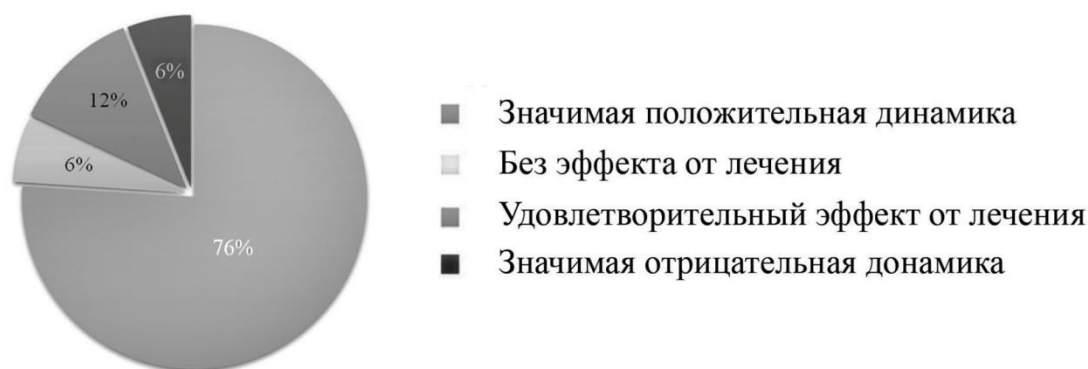 6%
12%
6%
76%
Значимая положительная динамика
Без эффекта от лечения
Удовлетворительный эффект от лечения
Значимая отрицательная донамика